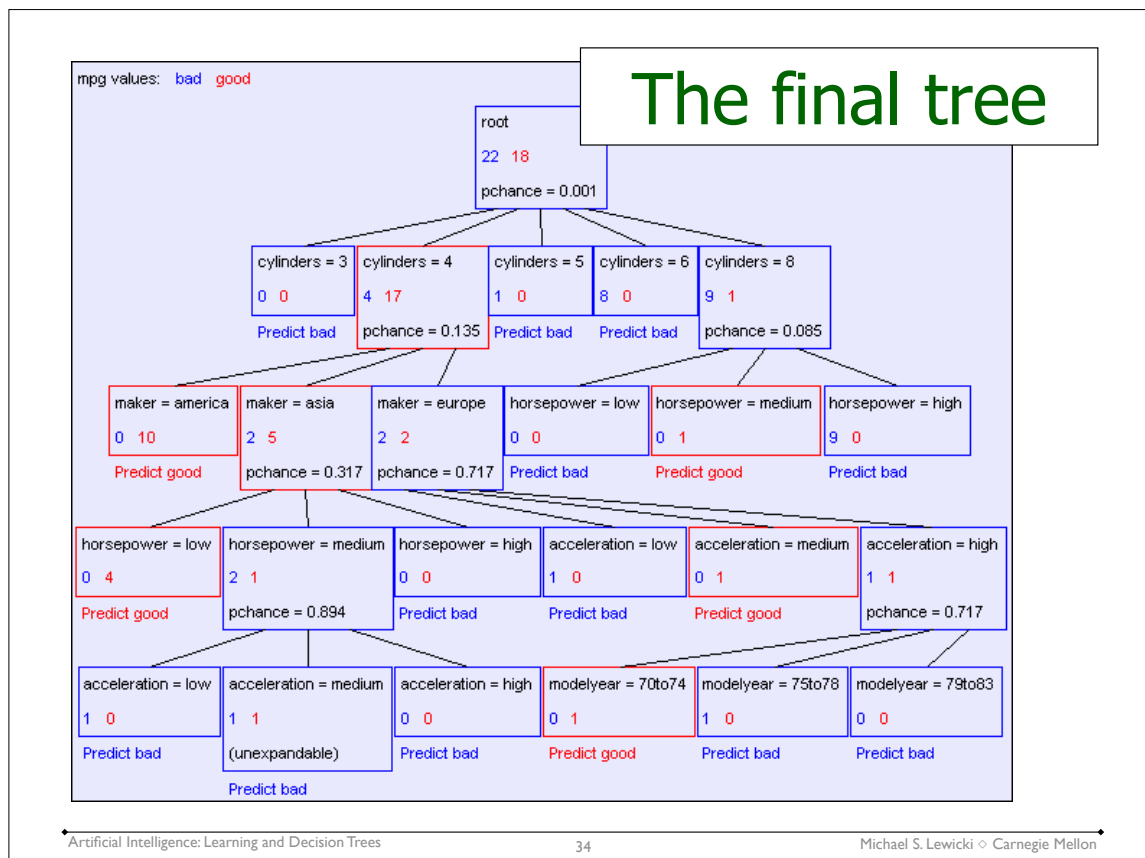 mpg values: bad good
The final tree
root
22 18
pchance = 0.001
cylinders = 3
0 0
Predict bad
cylinders = 4
4 17
pchance = 0.135
cylinders = 5
1 0
Predict bad
cylinders = 6
8 0
Predict bad
cylinders = 8
9 1
pchance = 0.085
maker = america
0 10
Predict good
maker = asia
2 5
pchance = 0.317
maker = europe
2 2
pchance = 0.717
horsepower = low
0 0
Predict bad
horsepower = medium
0 1
Predict good
horsepower = high
9 0
Predict bad
horsepower = low
0 4
Predict good
horsepower = medium
2 1
pchance = 0.894
horsepower = high
0 0
Predict bad
acceleration = low
1 0
Predict bad
acceleration = medium
0 1
Predict good
acceleration = high
1 1
pchance = 0.717
acceleration = low
1 0
Predict bad
acceleration = medium
1 1
(unexpandable)
Predict bad
acceleration = high
0 0
Predict bad
modelyear = 70to74
0 1
Predict good
modelyear = 75to78
1 0
Predict bad
modelyear = 79to83
0 0
Predict bad
Artificial Intelligence: Learning and Decision Trees
34
Michael S. Lewicki ◇ Carnegie Mellon